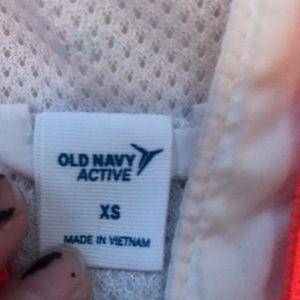 OLD NAVY
ACTIVE
XS
MADE IN VIETNAM